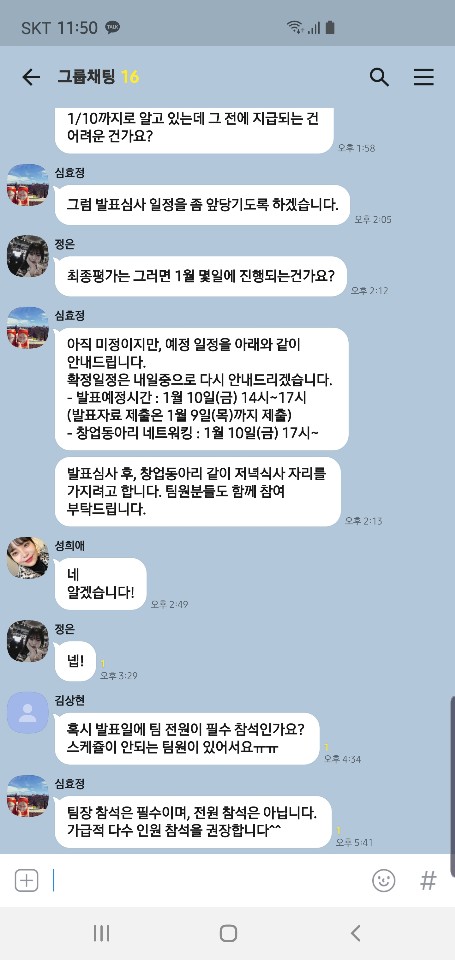 SKT 11:50 TALK
그룹채팅 16
1/10까지로 알고 있는데 그 전에 지급되는 건
어려운 건가요?
오후 1:58
심효정
그럼 발표심사 일정을 좀 앞당기도록 하겠습니다.
오후 2:05
정은
최종평가는 그러면 1월 몇일에 진행되는건가요?
오후 2:12
심효정
아직 미정이지만, 예정 일정을 아래와 같이
안내드립니다.
확정일정은 내일중으로 다시 안내드리겠습니다.
- 발표예정시간 : 1월 10일(금) 14시~17시
(발표자료 제출은 1월 9일(목)까지 제출)
- 창업동아리 네트워킹 : 1월 10일(금) 17시~
발표심사 후, 창업동아리 같이 저녁식사 자리를
가지려고 합니다. 팀원분들도 함께 참여
부탁드립니다.
오후 2:13
성희애
네
알겠습니다!
오후 2:49
정은
넵!
1
오후 3:29
김상현
혹시 발표일에 팀 전원이 필수 참석인가요?
스케쥴이 안되는 팀원이 있어서요ㅠㅠ
1
오후 4:34
심효정
팀장 참석은 필수이며, 전원 참석은 아닙니다.
가급적 다수 인원 참석을 권장합니다^^
1
오후 5:41
#